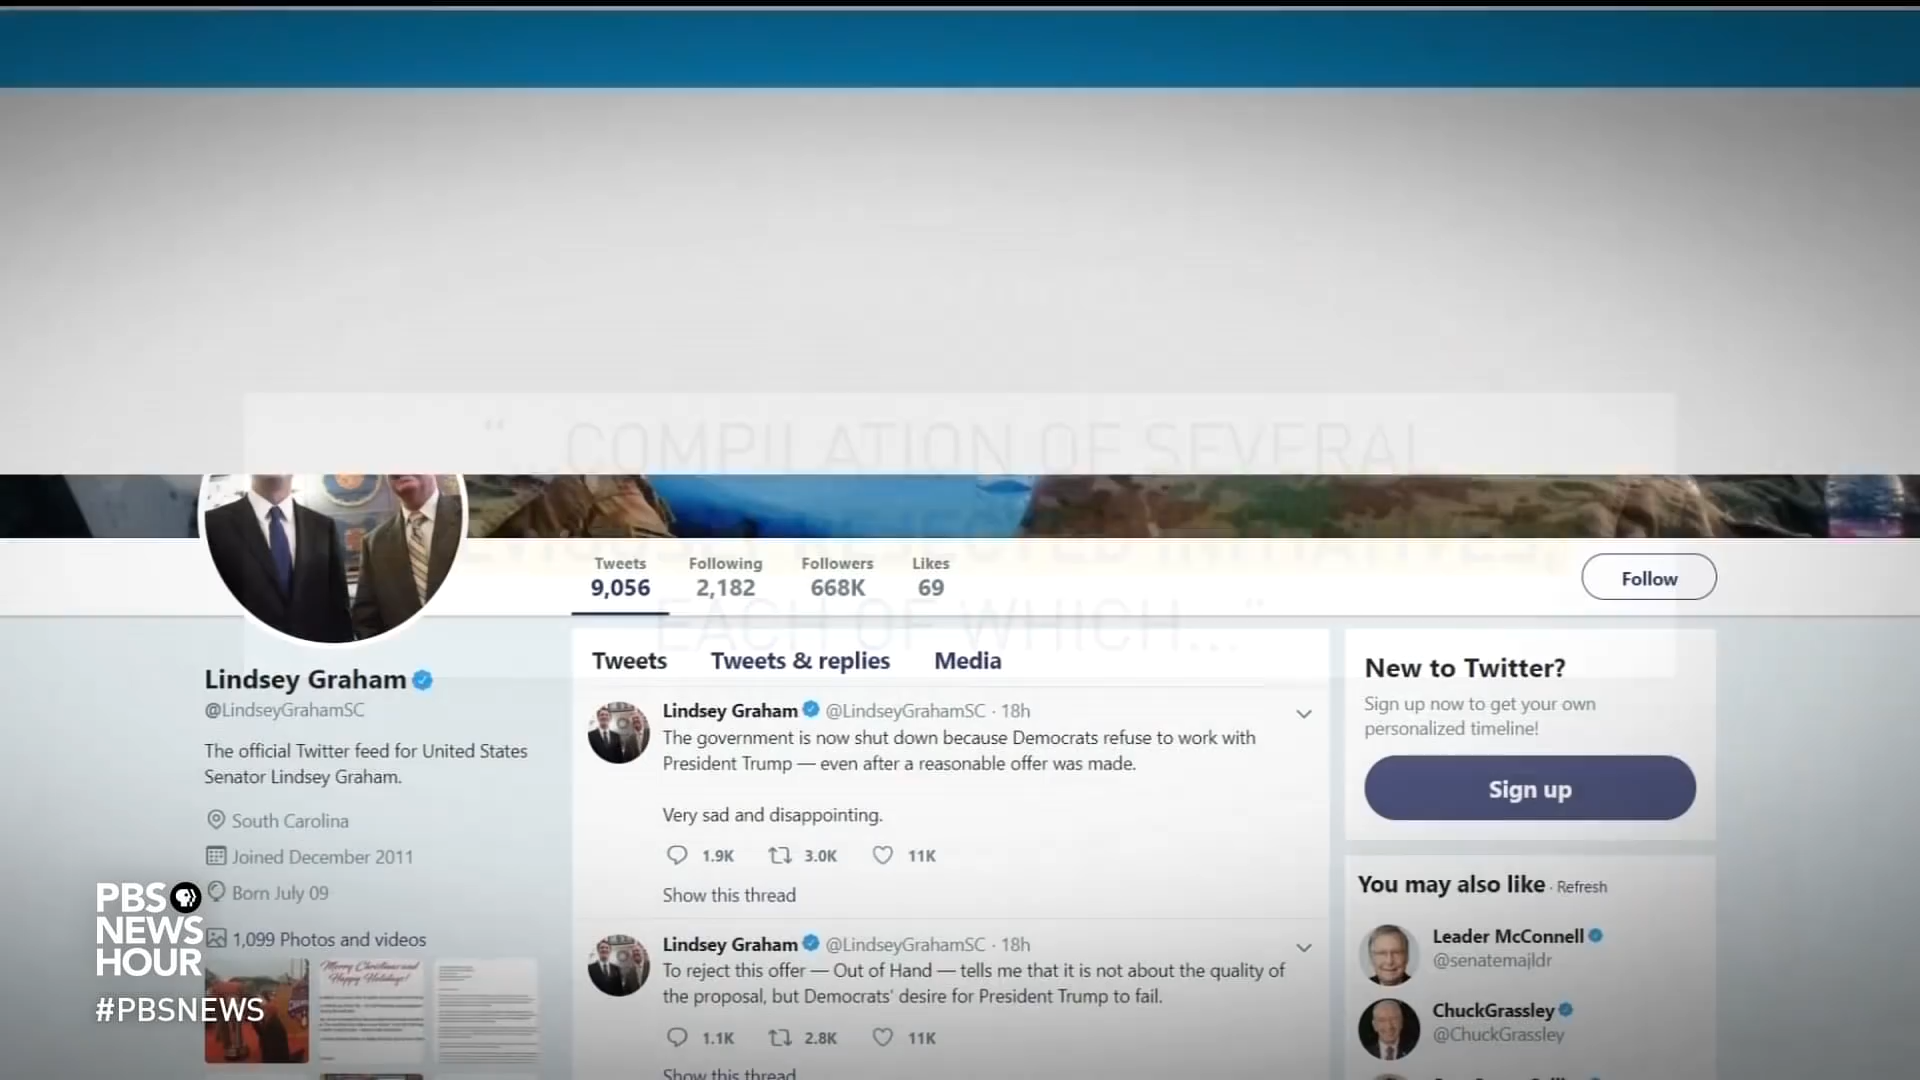 “...COMPILATION OF SEVERAL
REJECTED INITIATIVES,
EACH OF WHICH...”
Tweets
9,056
Following
2,182
Followers
668K
Likes
69
Follow
Lindsey Graham
@LindseyGrahamSC
The official Twitter feed for United States
Senator Lindsey Graham.
South Carolina
Joined December 2011
Born July 09
1,099 Photos and videos
Merry Christmas and
Happy Holidays!
Tweets Tweets & replies Media
Lindsey Graham @LindseyGrahamSC · 18h
The government is now shut down because Democrats refuse to work with
President Trump — even after a reasonable offer was made.
Very sad and disappointing.
1.9K 3.0K 11K
Show this thread
Lindsey Graham @LindseyGrahamSC · 18h
To reject this offer — Out of Hand — tells me that it is not about the quality of
the proposal, but Democrats' desire for President Trump to fail.
1.1K 2.8K 11K
Show this thread
New to Twitter?
Sign up now to get your own
personalized timeline!
Sign up
You may also like · Refresh
Leader McConnell
@senatemajldr
ChuckGrassley
@ChuckGrassley
PBS
NEWS
HOUR
#PBSNEWS